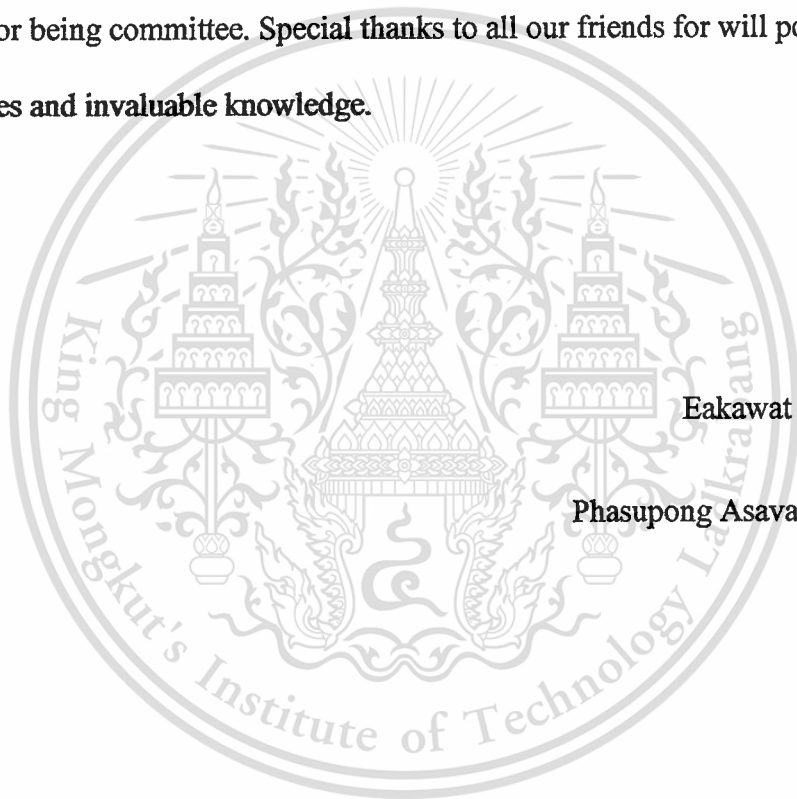 or being committee. Special thanks to all our friends for will po
es and invaluable knowledge.
Eakawat
Phasupong Asava
King Mongkut's Institute of Technology Ladkrabang